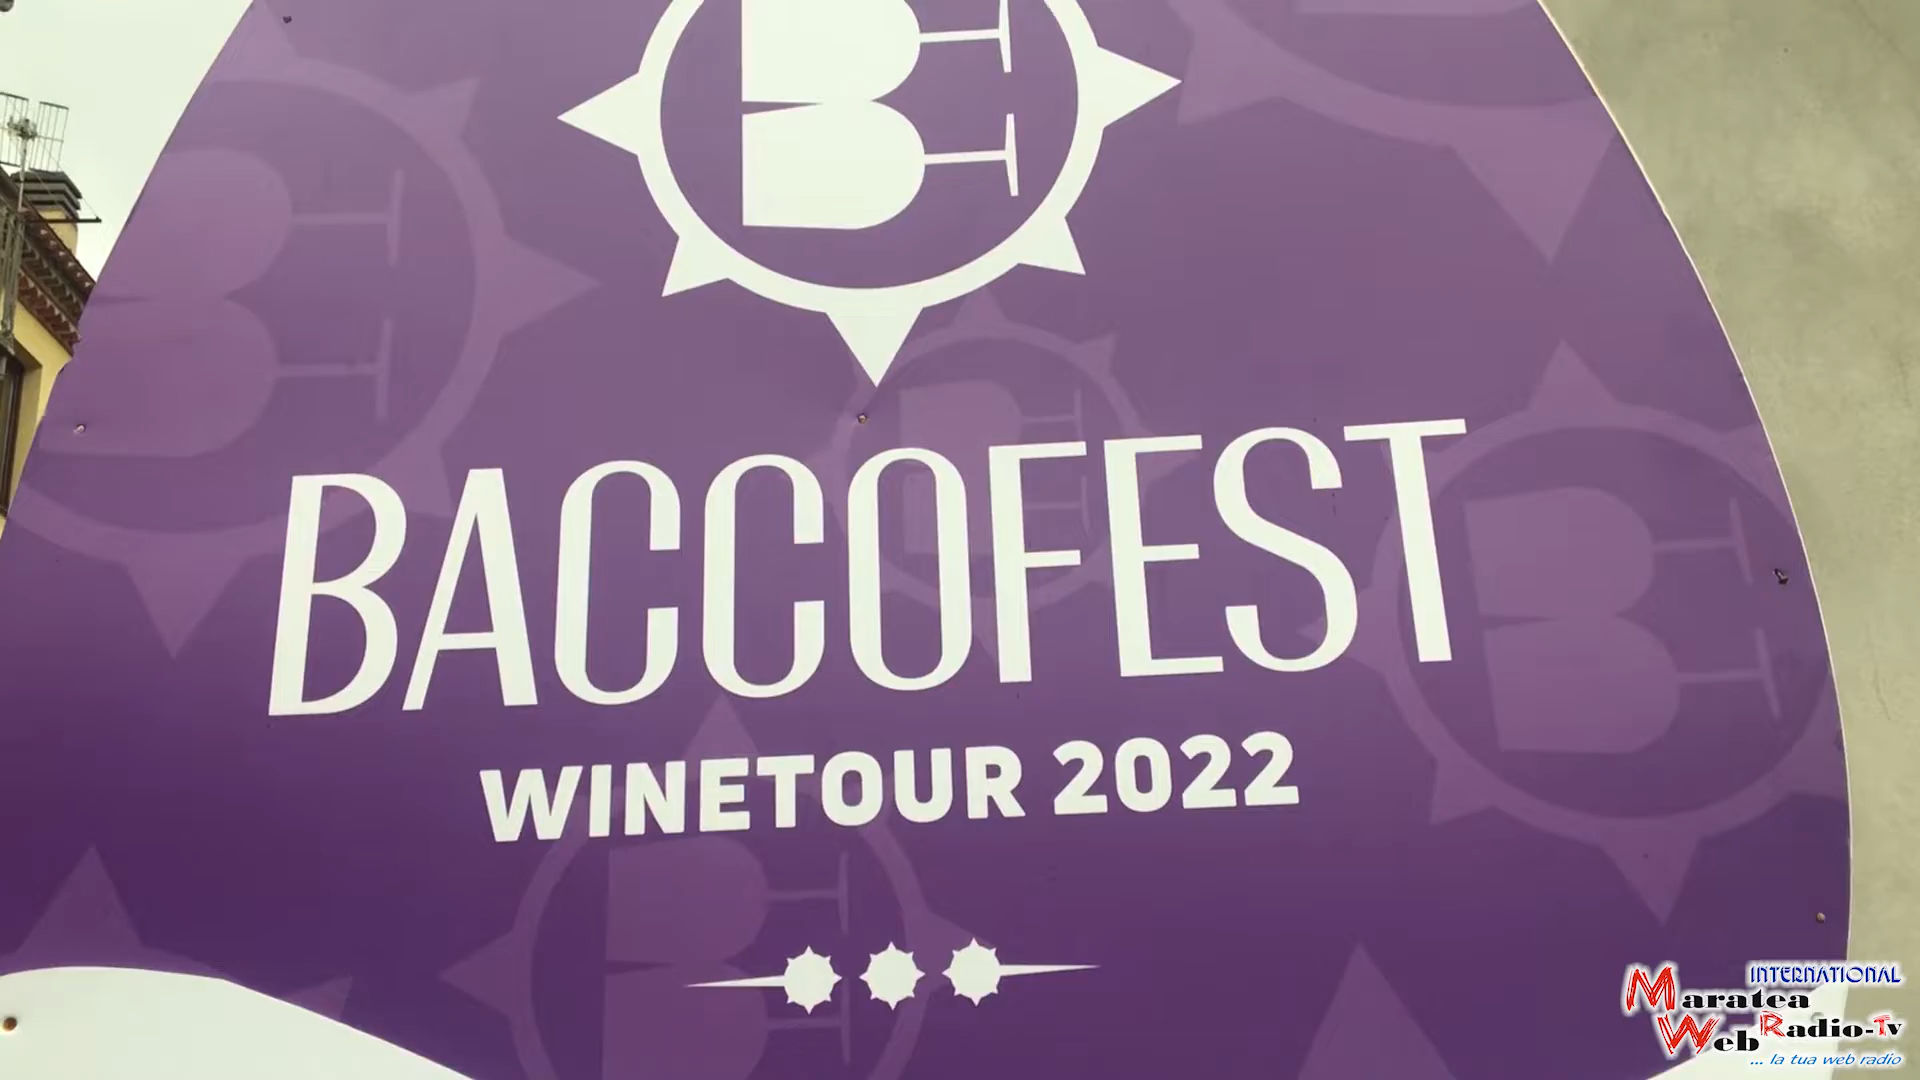 BACCOFEST
WINETOUR 2022
INTERNATIONAL
Maratea
Web Radio-Tv
... la tua web radio